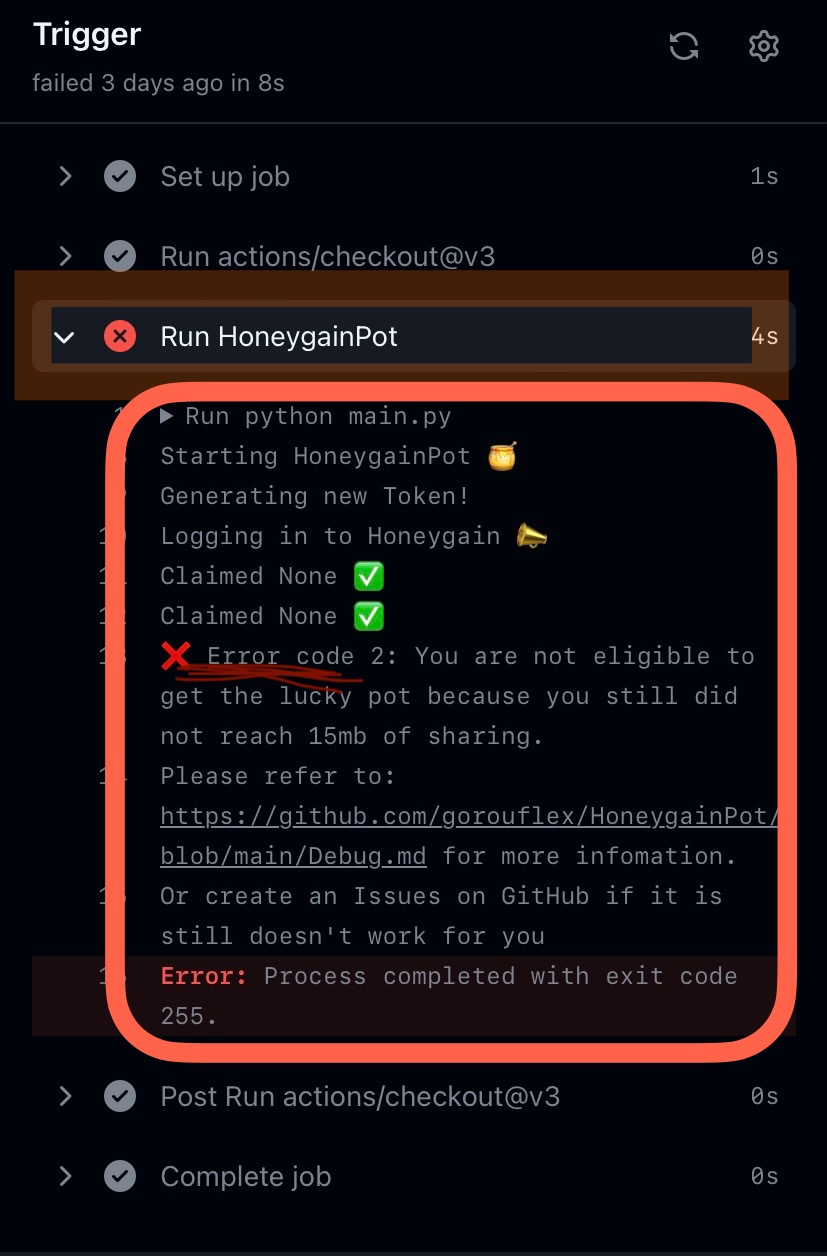 Trigger
failed 3 days ago in 8s
Set up job 1s
Run actions/checkout@v3 0s
Run HoneygainPot 4s
Run python main.py
Starting HoneygainPot 🍯
Generating new Token!
Logging in to Honeygain 📣
Claimed None ✅
Claimed None ✅
❌ Error code 2: You are not eligible to
get the lucky pot because you still did
not reach 15mb of sharing.
Please refer to:
https://github.com/gorouflex/HoneygainPot/
blob/main/Debug.md for more infomation.
Or create an Issues on GitHub if it is
still doesn't work for you
Error: Process completed with exit code
255.
Post Run actions/checkout@v3 0s
Complete job 0s